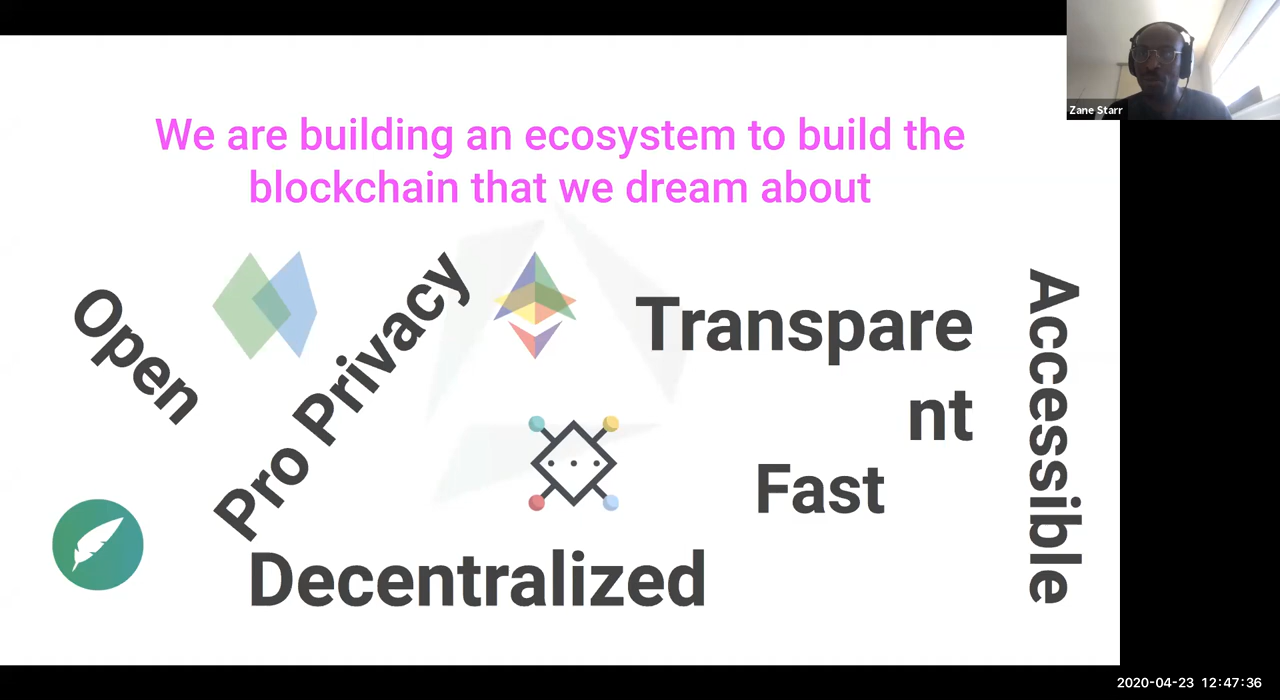 We are building an ecosystem to build the
blockchain that we dream about
Open
Pro Privacy
Transpare
nt
Accessible
Fast
Decentralized
Zane Starr
2020-04-23 12:47:36